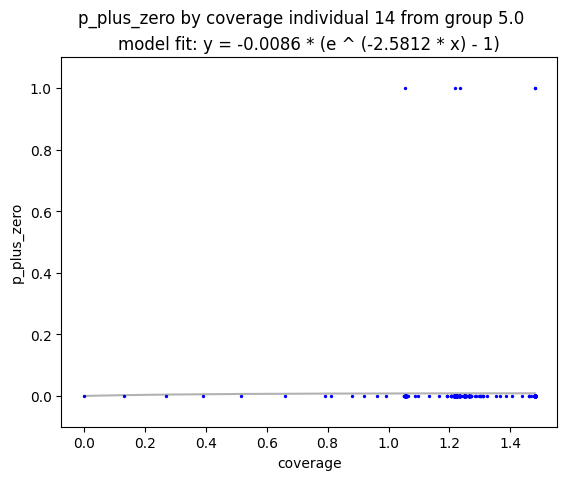 p_plus_zero by coverage individual 14 from group 5.0
model fit: y = -0.0086 * (e ^ (-2.5812 * x) - 1)
1.0
0.8
0.6
0.4
0.2
0.0
p_plus_zero
0.0 0.2 0.4 0.6 0.8 1.0 1.2 1.4
coverage